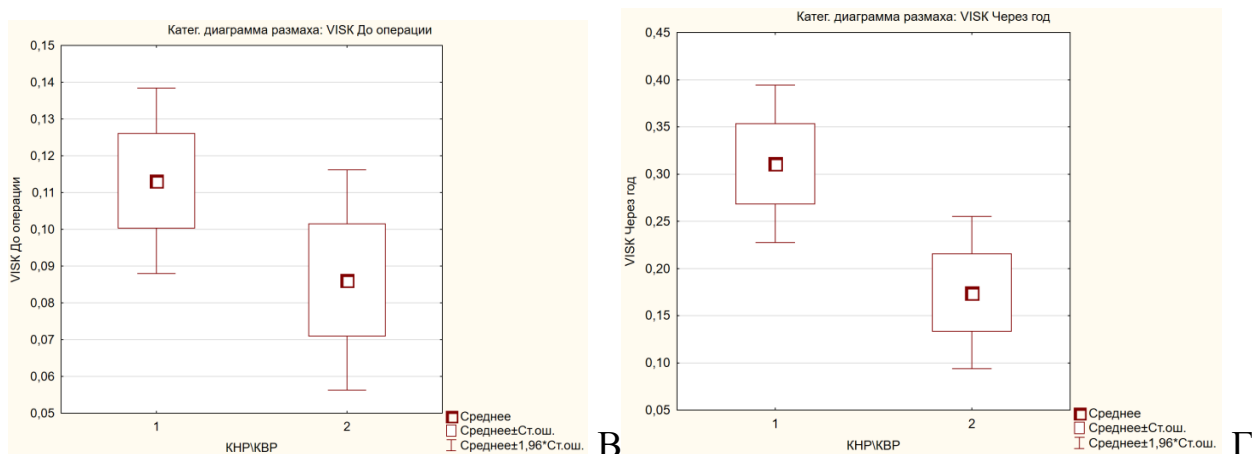 Катег. диаграмма размаха: VISК До операции
0,15
0,14
0,13
0,12
0,11
0,10
0,09
0,08
0,07
0,06
0,05
VISК До операции
1
2
КНР\КВР
Среднее
Среднее±Ст.ош.
Среднее±1,96*Ст.ош.
В
Катег. диаграмма размаха: VISК Через год
0,45
0,40
0,35
0,30
0,25
0,20
0,15
0,10
0,05
VISК Через год
1
2
КНР\КВР
Среднее
Среднее±Ст.ош.
Среднее±1,96*Ст.ош.
Г